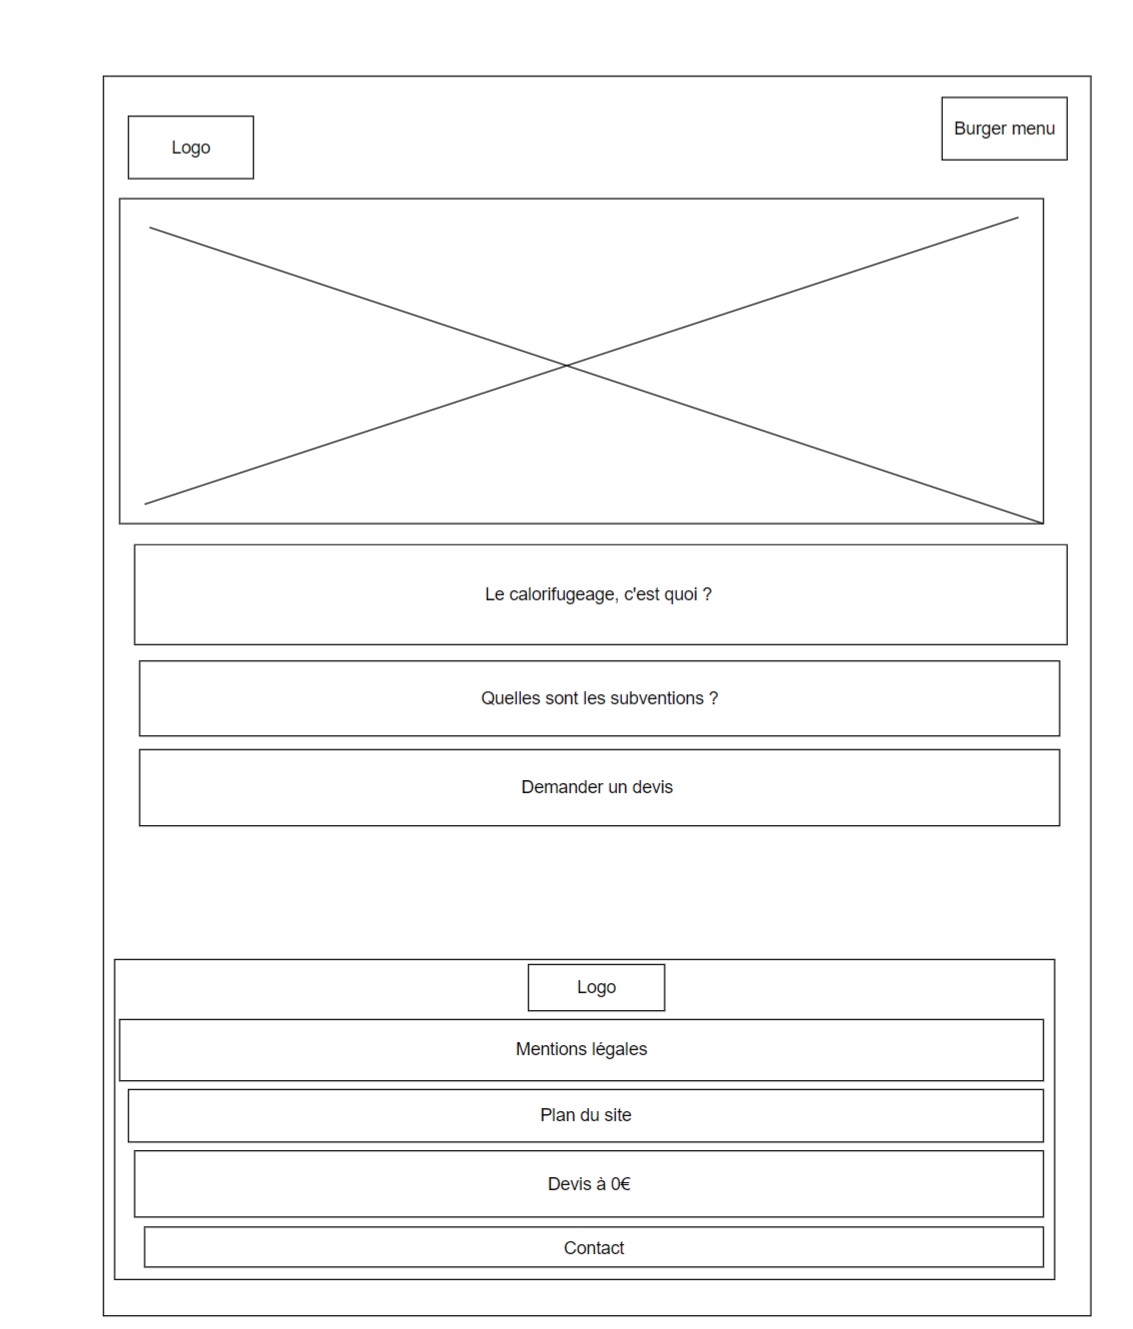 Logo
Burger menu
Le calorifugeage, c'est quoi ?
Quelles sont les subventions ?
Demander un devis
Logo
Mentions légales
Plan du site
Devis à 0€
Contact